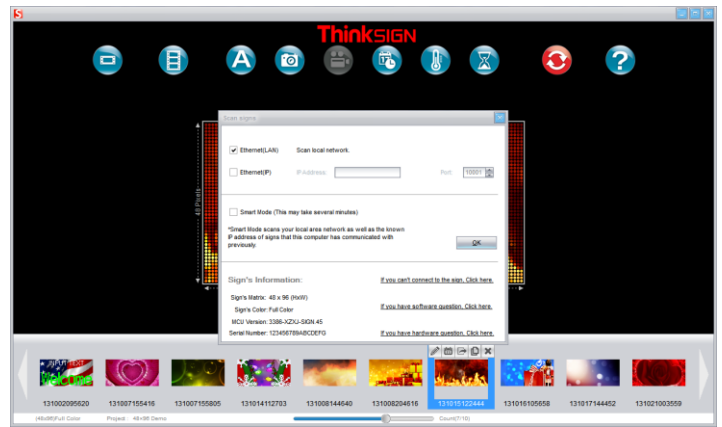 S
ThinkSIGN
A
Scan signs
Ethernet(LAN) Scan local network.
Ethernet(IP) IP Address: Port 10001
48 Pixels
Smart Mode (This may take several minutes)
*Smart Mode scans your local area network as well as the known
IP address of signs that this computer has communicated with
previously.
OK
Sign's Information: If you can't connect to the sign, Click here.
Sign's Matrix: 48 x 96 (HxW)
Sign's Color: Full Color If you have software question, Click here.
MCU Version: 3386-XZXJ-SIGN.45
Serial Number: 123456789ABCDEFG If you have hardware question, Click here.
INPUT TEXT
Welcome
131002095620 131007155416 131007155805 131014112703 131008144640 131008204616 131015122444 131016105658 131017144452 131021003559
(48x96)Full Color Project : 48x96 Demo Count(7/10)